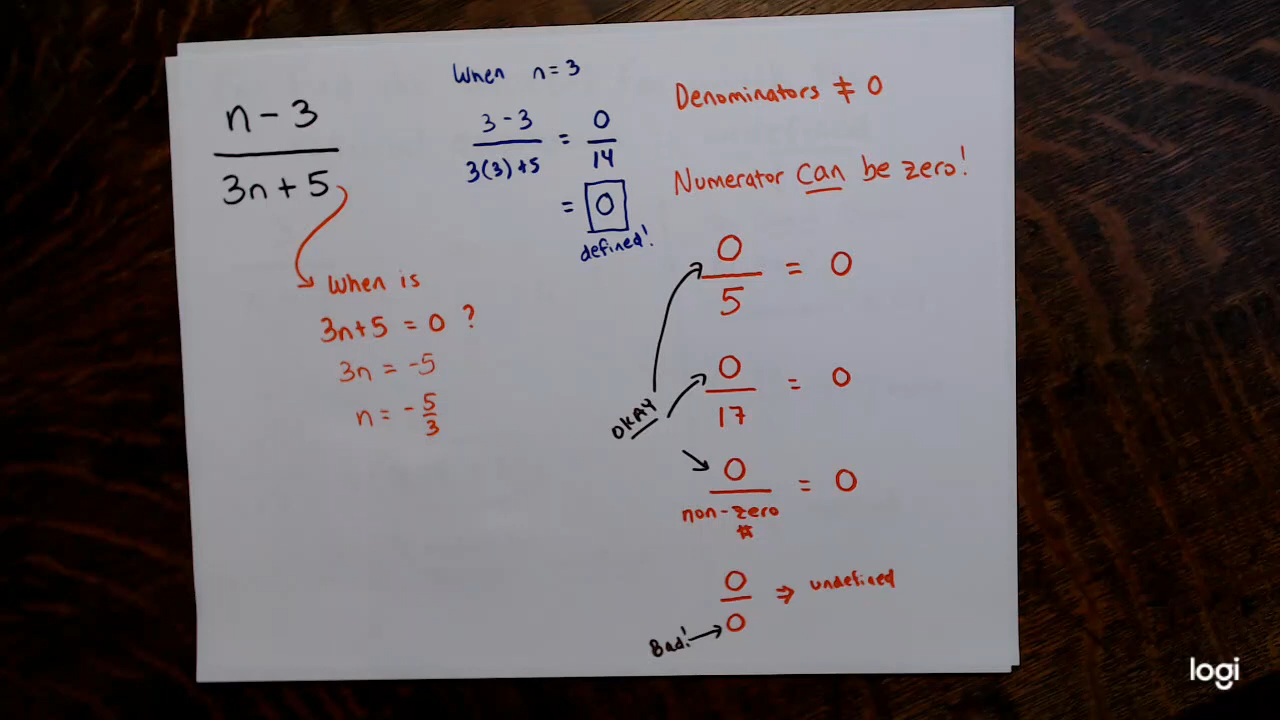 n - 3
3n + 5
When is
3n+5 = 0 ?
3n = -5
n = - 5/3
When n = 3
3 - 3 / 3(3)+5 = 0/14
= 0
defined!
Denominators ≠ 0
Numerator can be zero!
0/5 = 0
OKAY
0/17 = 0
0 / non-zero # = 0
0/0 ⇒ undefined
Bad!
logi